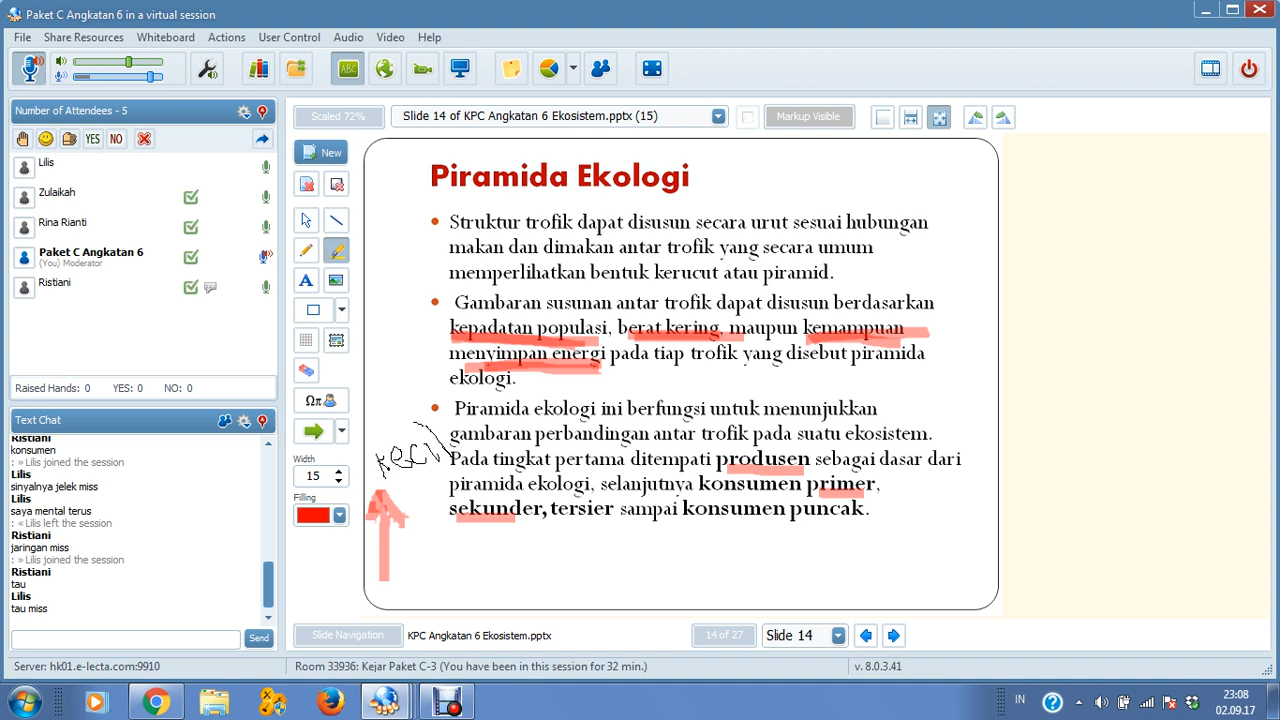 Paket C Angkatan 6 in a virtual session
File Share Resources Whiteboard Actions User Control Audio Video Help
ABC
Number of Attendees - 5
YES NO
Lilis
Zulaikah
Rina Rianti
Paket C Angkatan 6
(You) Moderator
Ristiani
Raised Hands: 0 YES: 0 NO: 0
Text Chat
Ristiani
konsumen
: » Lilis joined the session
Lilis
sinyalnya jelek miss
Lilis
saya mental terus
: » Lilis left the session
Ristiani
jaringan miss
: » Lilis joined the session
Ristiani
tau
Lilis
tau miss
Send
Scaled 72%
Slide 14 of KPC Angkatan 6 Ekosistem.pptx (15)
Markup Visible
New
A
Ωπ
Width
15
Filling
Piramida Ekologi
• Struktur trofik dapat disusun secara urut sesuai hubungan
makan dan dimakan antar trofik yang secara umum
memperlihatkan bentuk kerucut atau piramid.
• Gambaran susunan antar trofik dapat disusun berdasarkan
kepadatan populasi, berat kering, maupun kemampuan
menyimpan energi pada tiap trofik yang disebut piramida
ekologi.
• Piramida ekologi ini berfungsi untuk menunjukkan
gambaran perbandingan antar trofik pada suatu ekosistem.
Pada tingkat pertama ditempati produsen sebagai dasar dari
piramida ekologi, selanjutnya konsumen primer,
sekunder, tersier sampai konsumen puncak.
kecil
Slide Navigation
KPC Angkatan 6 Ekosistem.pptx
14 of 27
Slide 14
Server: hk01.e-lecta.com:9910
Room 33936: Kejar Paket C-3 (You have been in this session for 32 min.)
v. 8.0.3.41
IN
23:08
02.09.17